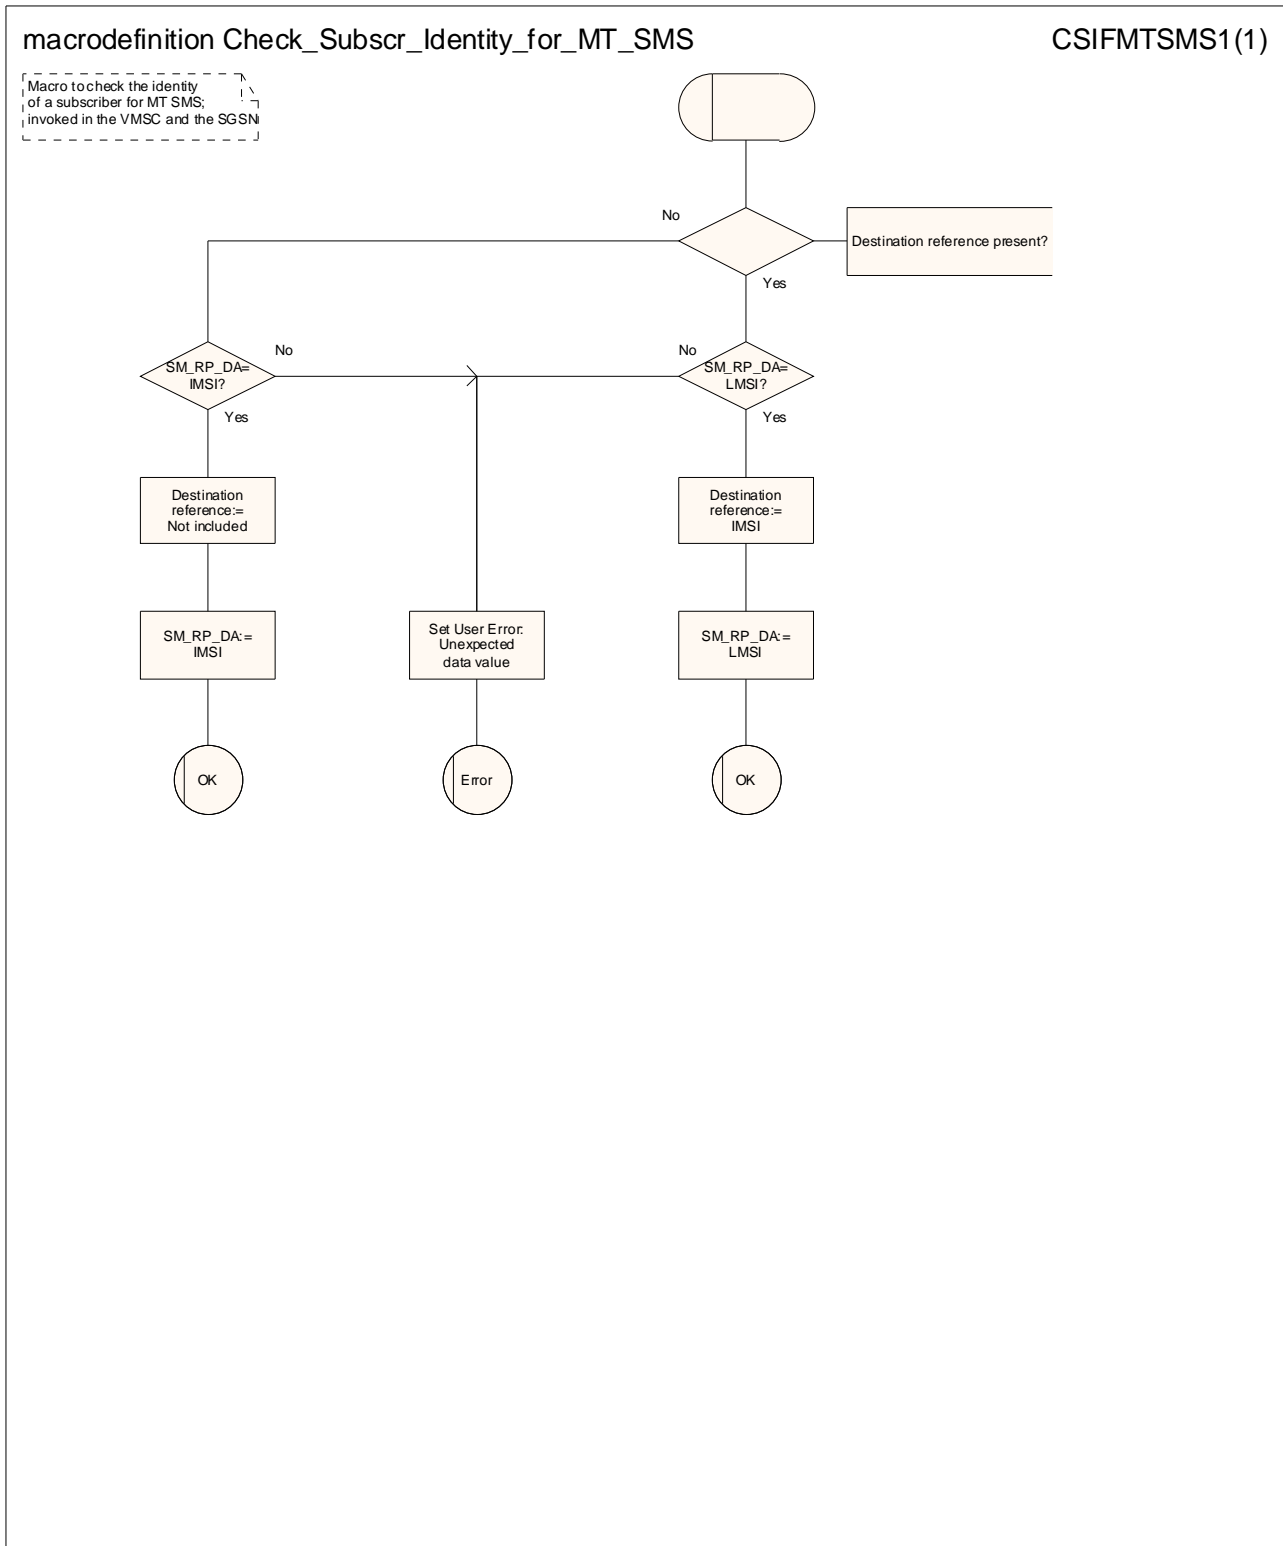 macrodefinition Check_Subscr_Identity_for_MT_SMS
CSIFMTSMS1(1)
Macro to check the identity
of a subscriber for MT SMS;
invoked in the VMSC and the SGSN
No
Destination reference present?
Yes
No
No
SM_RP_DA=
IMSI?
SM_RP_DA=
LMSI?
Yes
Yes
Destination
reference:=
Not included
Destination
reference:=
IMSI
SM_RP_DA:=
IMSI
Set User Error:
Unexpected
data value
SM_RP_DA:=
LMSI
OK
Error
OK